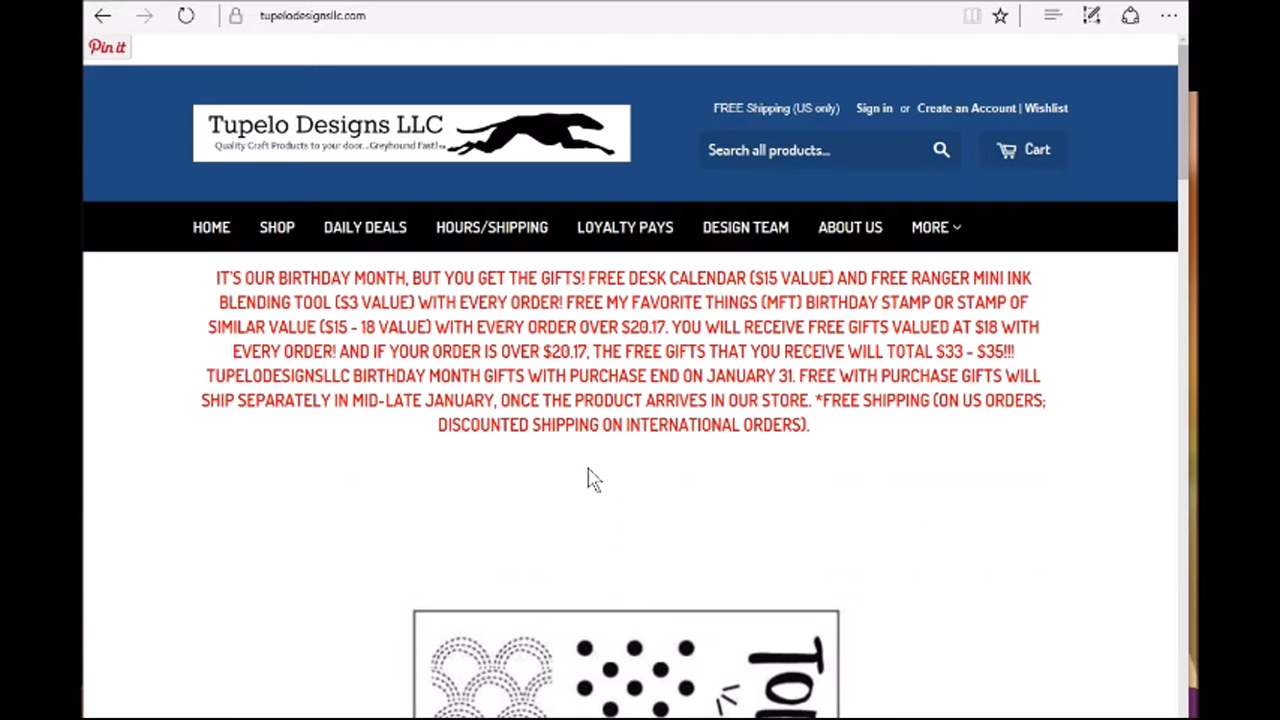 tupelodesignsllc.com
Pin it
Tupelo Designs LLC
Quality Craft Products to your door...Greyhound Fast!
FREE Shipping (US only) Sign in or Create an Account | Wishlist
Search all products... Cart
HOME SHOP DAILY DEALS HOURS/SHIPPING LOYALTY PAYS DESIGN TEAM ABOUT US MORE
IT'S OUR BIRTHDAY MONTH, BUT YOU GET THE GIFTS! FREE DESK CALENDAR ($15 VALUE) AND FREE RANGER MINI INK
BLENDING TOOL ($3 VALUE) WITH EVERY ORDER! FREE MY FAVORITE THINGS (MFT) BIRTHDAY STAMP OR STAMP OF
SIMILAR VALUE ($15 - 18 VALUE) WITH EVERY ORDER OVER $20.17. YOU WILL RECEIVE FREE GIFTS VALUED AT $18 WITH
EVERY ORDER! AND IF YOUR ORDER IS OVER $20.17, THE FREE GIFTS THAT YOU RECEIVE WILL TOTAL $33 - $35!!!
TUPELODESIGNSLLC BIRTHDAY MONTH GIFTS WITH PURCHASE END ON JANUARY 31. FREE WITH PURCHASE GIFTS WILL
SHIP SEPARATELY IN MID-LATE JANUARY, ONCE THE PRODUCT ARRIVES IN OUR STORE. *FREE SHIPPING (ON US ORDERS;
DISCOUNTED SHIPPING ON INTERNATIONAL ORDERS).